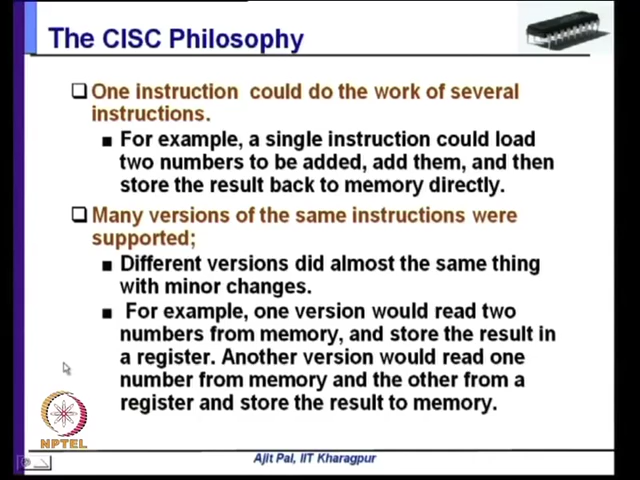 The CISC Philosophy
One instruction could do the work of several
instructions.
For example, a single instruction could load
two numbers to be added, add them, and then
store the result back to memory directly.
Many versions of the same instructions were
supported;
Different versions did almost the same thing
with minor changes.
For example, one version would read two
numbers from memory, and store the result in
a register. Another version would read one
number from memory and the other from a
register and store the result to memory.
NPTEL
Ajit Pal, IIT Kharagpur